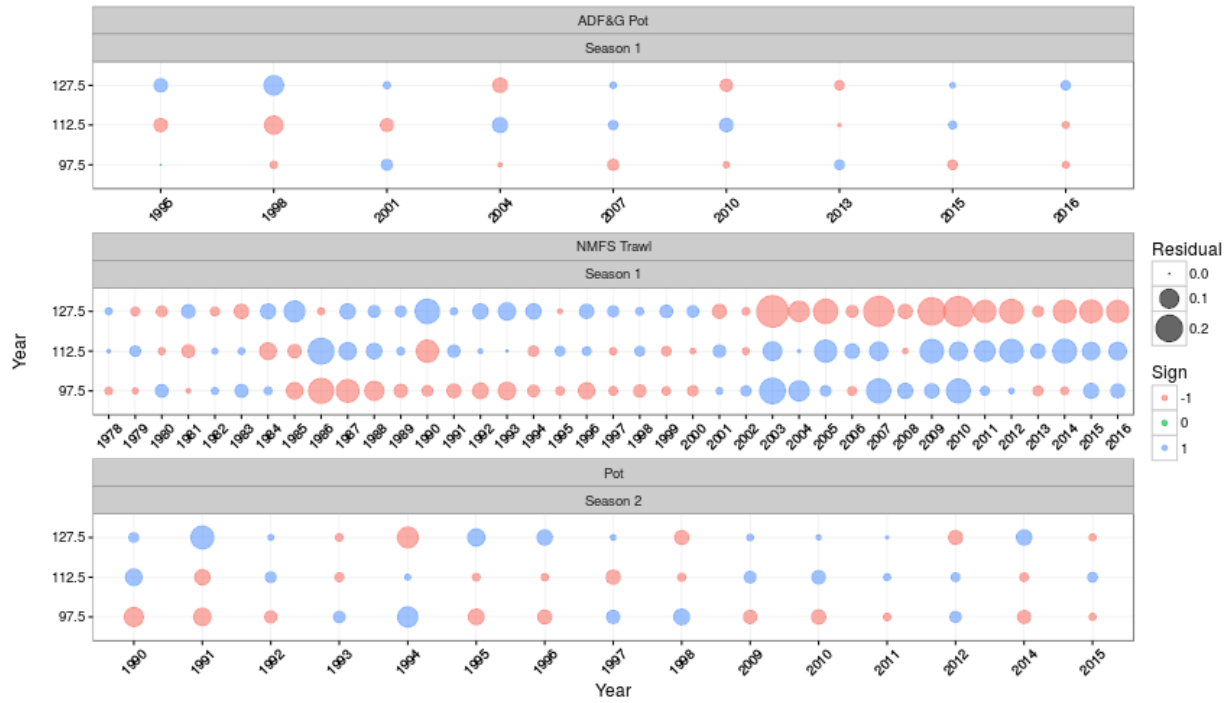 ADF&G Pot
Season 1
127.5
112.5
97.5
1995 1998 2001 2004 2007 2010 2013 2015 2016
NMFS Trawl
Season 1
127.5
112.5
97.5
1978 1979 1980 1981 1982 1983 1984 1985 1986 1987 1988 1989 1990 1991 1992 1993 1994 1995 1996 1997 1998 1999 2000 2001 2002 2003 2004 2005 2006 2007 2008 2009 2010 2011 2012 2013 2014 2015 2016
Pot
Season 2
127.5
112.5
97.5
1990 1991 1992 1993 1994 1995 1996 1997 1998 2009 2010 2011 2012 2014 2015
Year
Year
Residual
0.0
0.1
0.2
Sign
-1
0
1